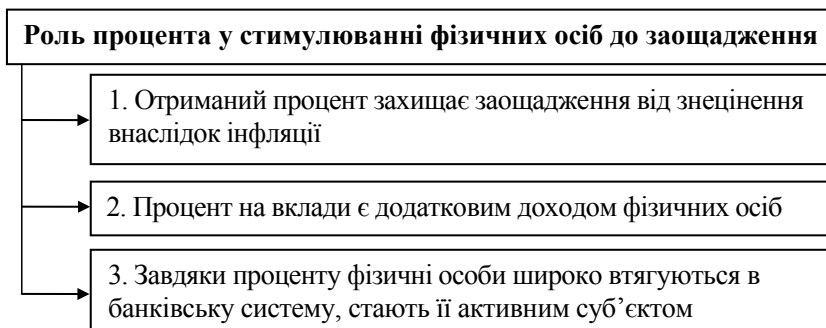 Роль процента у стимулюванні фізичних осіб до заощадження
1. Отриманий процент захищає заощадження від знецінення
внаслідок інфляції
2. Процент на вклади є додатковим доходом фізичних осіб
3. Завдяки проценту фізичні особи широко втягуються в
банківську систему, стають її активним суб’єктом